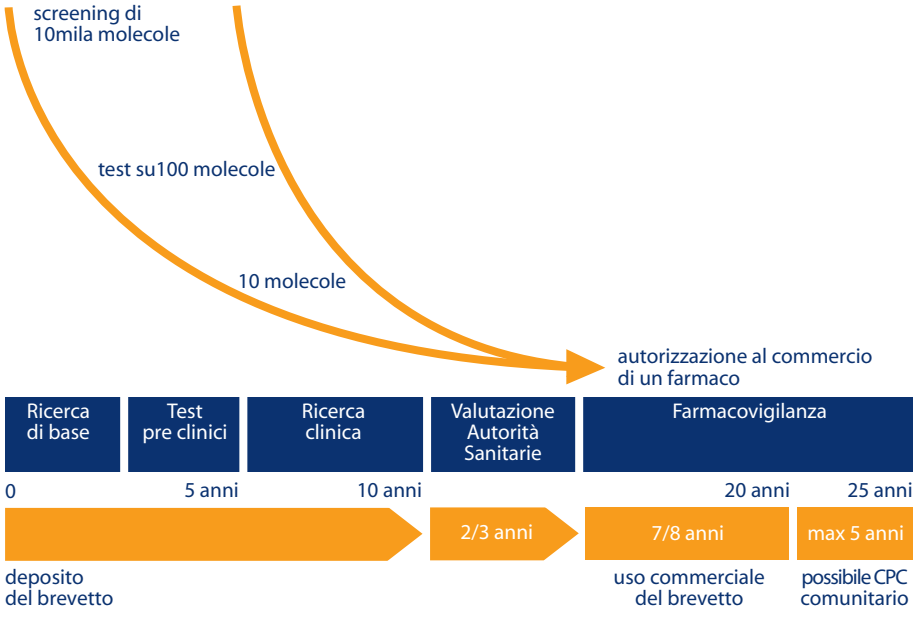 screening di
10mila molecole
test su100 molecole
10 molecole
autorizzazione al commercio
di un farmaco
Ricerca
di base
Test
pre clinici
Ricerca
clinica
Valutazione
Autorità
Sanitarie
Farmacovigilanza
0
5 anni
10 anni
20 anni
25 anni
2/3 anni
7/8 anni
max 5 anni
deposito
del brevetto
uso commerciale
del brevetto
possibile CPC
comunitario